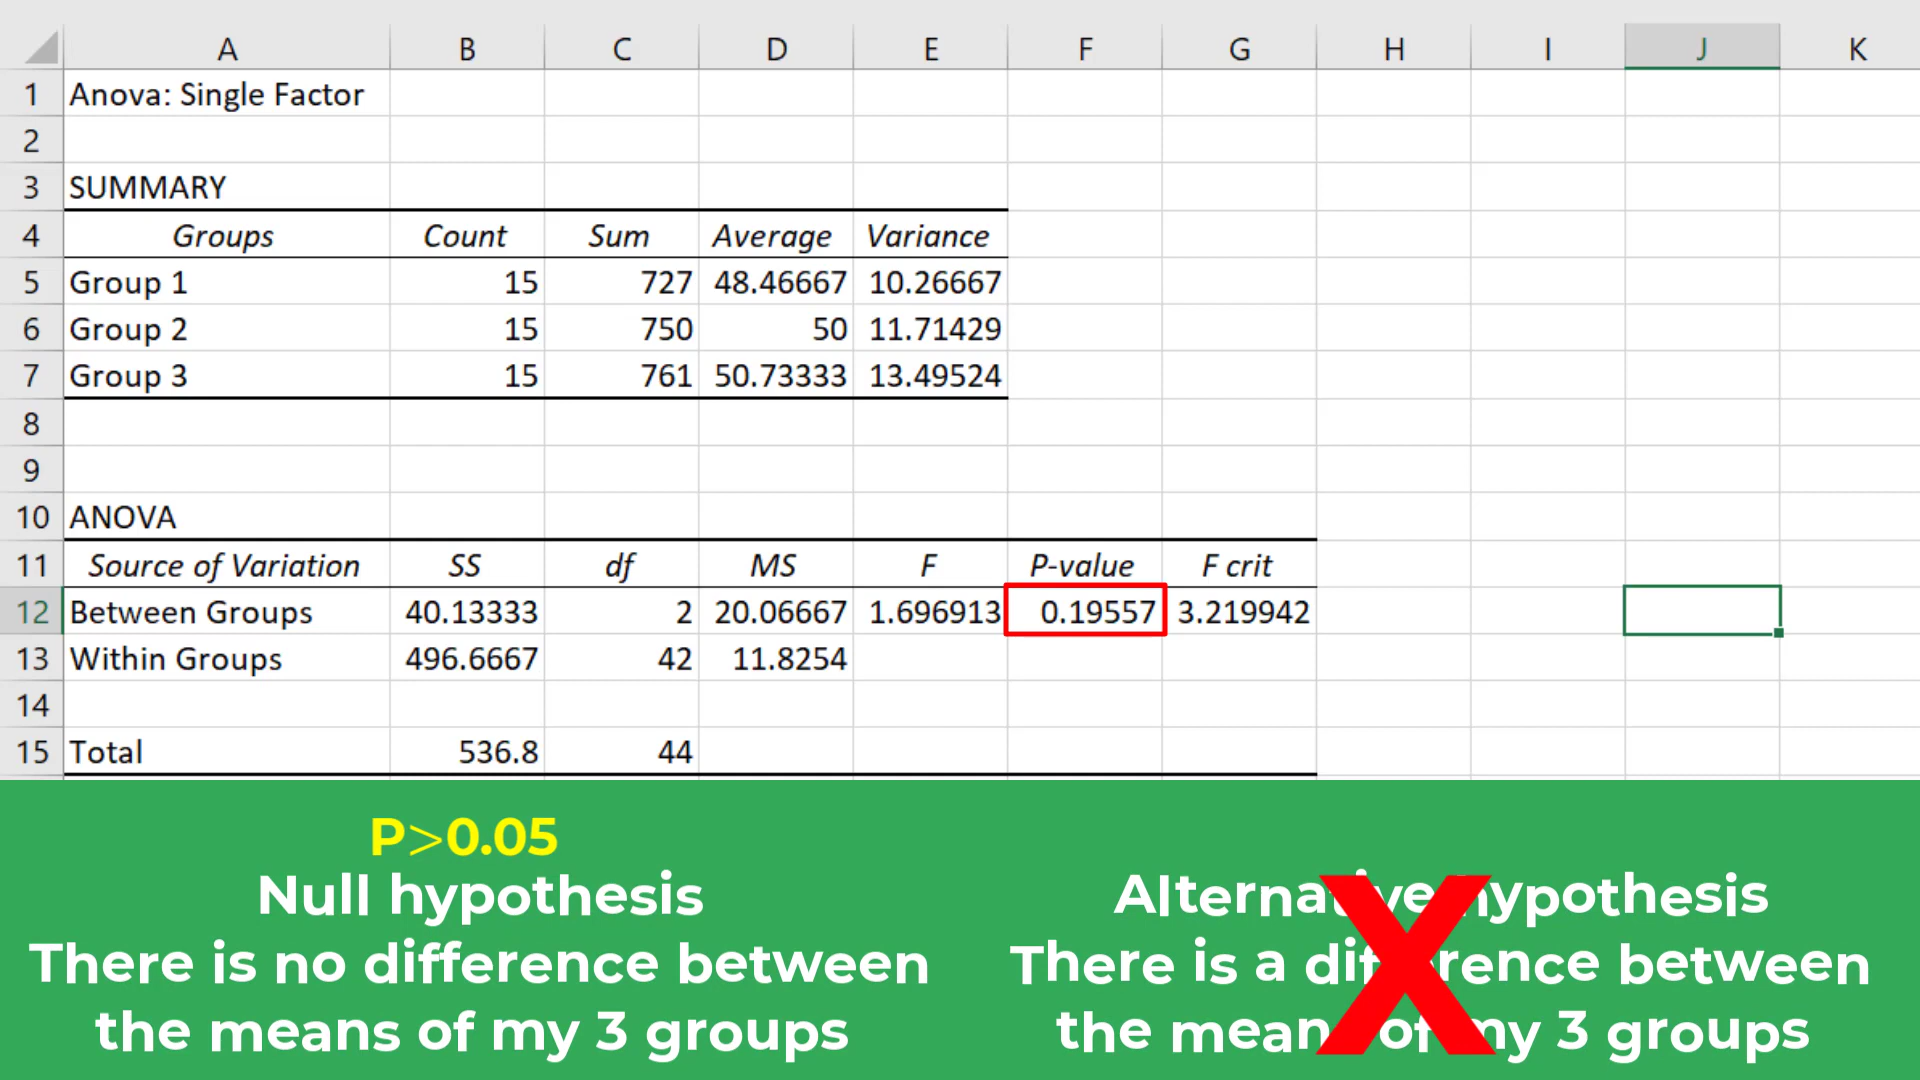 A B C D E F G H I J K
1 Anova: Single Factor
2
3 SUMMARY
4 Groups Count Sum Average Variance
5 Group 1 15 727 48.46667 10.26667
6 Group 2 15 750 50 11.71429
7 Group 3 15 761 50.73333 13.49524
8
9
10 ANOVA
11 Source of Variation SS df MS F P-value F crit
12 Between Groups 40.13333 2 20.06667 1.696913 0.19557 3.219942
13 Within Groups 496.6667 42 11.8254
14
15 Total 536.8 44
P>0.05
Null hypothesis
There is no difference between
the means of my 3 groups
Alternative hypothesis
There is a difference between
the means of my 3 groups
X